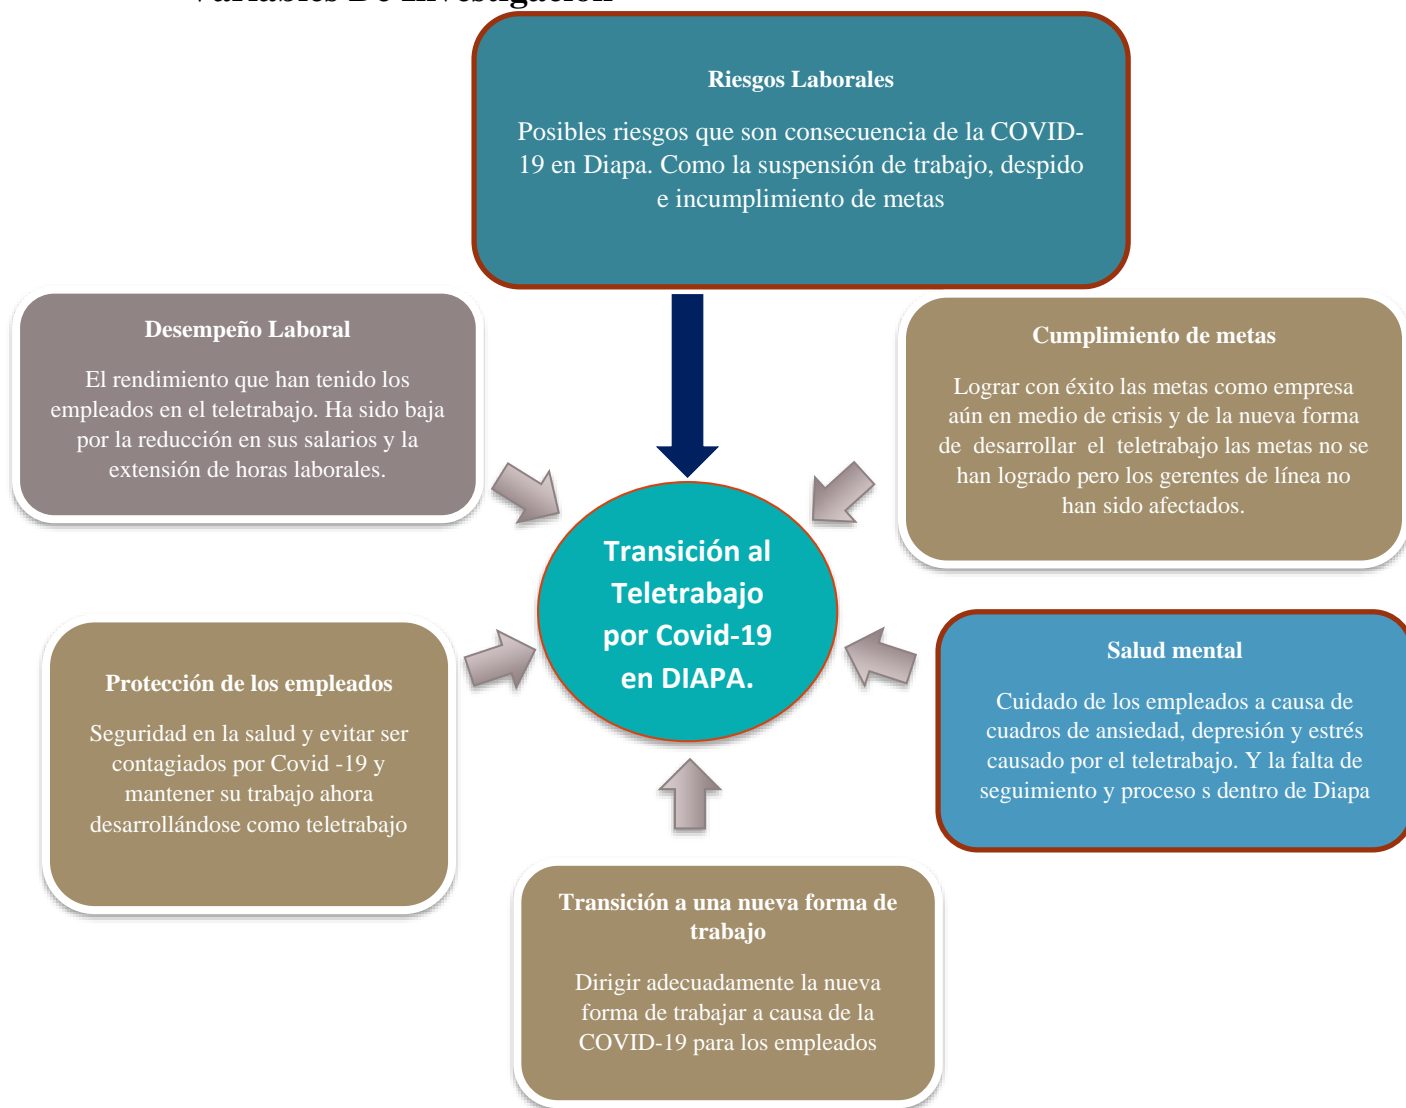 Variables De Investigación
Riesgos Laborales
Posibles riesgos que son consecuencia de la COVID-
19 en Diapa. Como la suspensión de trabajo, despido
e incumplimiento de metas
Desempeño Laboral
El rendimiento que han tenido los
empleados en el teletrabajo. Ha sido baja
por la reducción en sus salarios y la
extensión de horas laborales.
Cumplimiento de metas
Lograr con éxito las metas como empresa
aún en medio de crisis y de la nueva forma
de desarrollar el teletrabajo las metas no se
han logrado pero los gerentes de línea no
han sido afectados.
Transición al
Teletrabajo
por Covid-19
en DIAPA.
Protección de los empleados
Seguridad en la salud y evitar ser
contagiados por Covid -19 y
mantener su trabajo ahora
desarrollándose como teletrabajo
Salud mental
Cuidado de los empleados a causa de
cuadros de ansiedad, depresión y estrés
causado por el teletrabajo. Y la falta de
seguimiento y proceso s dentro de Diapa
Transición a una nueva forma de
trabajo
Dirigir adecuadamente la nueva
forma de trabajar a causa de la
COVID-19 para los empleados